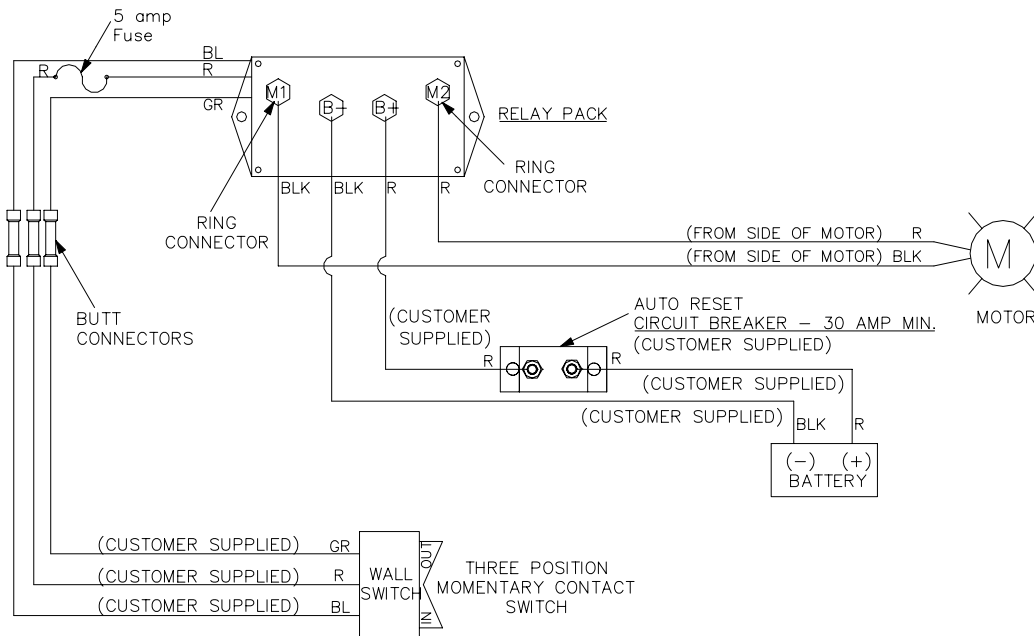 5 amp
Fuse
BL
R
R
GR
M1
B-
B+
M2
RELAY PACK
BLK
BLK
R
R
RING
CONNECTOR
RING
CONNECTOR
(FROM SIDE OF MOTOR) R
(FROM SIDE OF MOTOR) BLK
M
MOTOR
BUTT
CONNECTORS
(CUSTOMER
SUPPLIED)
R
AUTO RESET
CIRCUIT BREAKER – 30 AMP MIN.
(CUSTOMER SUPPLIED)
R
(CUSTOMER SUPPLIED)
(CUSTOMER SUPPLIED)
BLK
R
(-) (+)
BATTERY
(CUSTOMER SUPPLIED) GR
(CUSTOMER SUPPLIED) R
(CUSTOMER SUPPLIED) BL
WALL
SWITCH
OUT
IN
THREE POSITION
MOMENTARY CONTACT
SWITCH